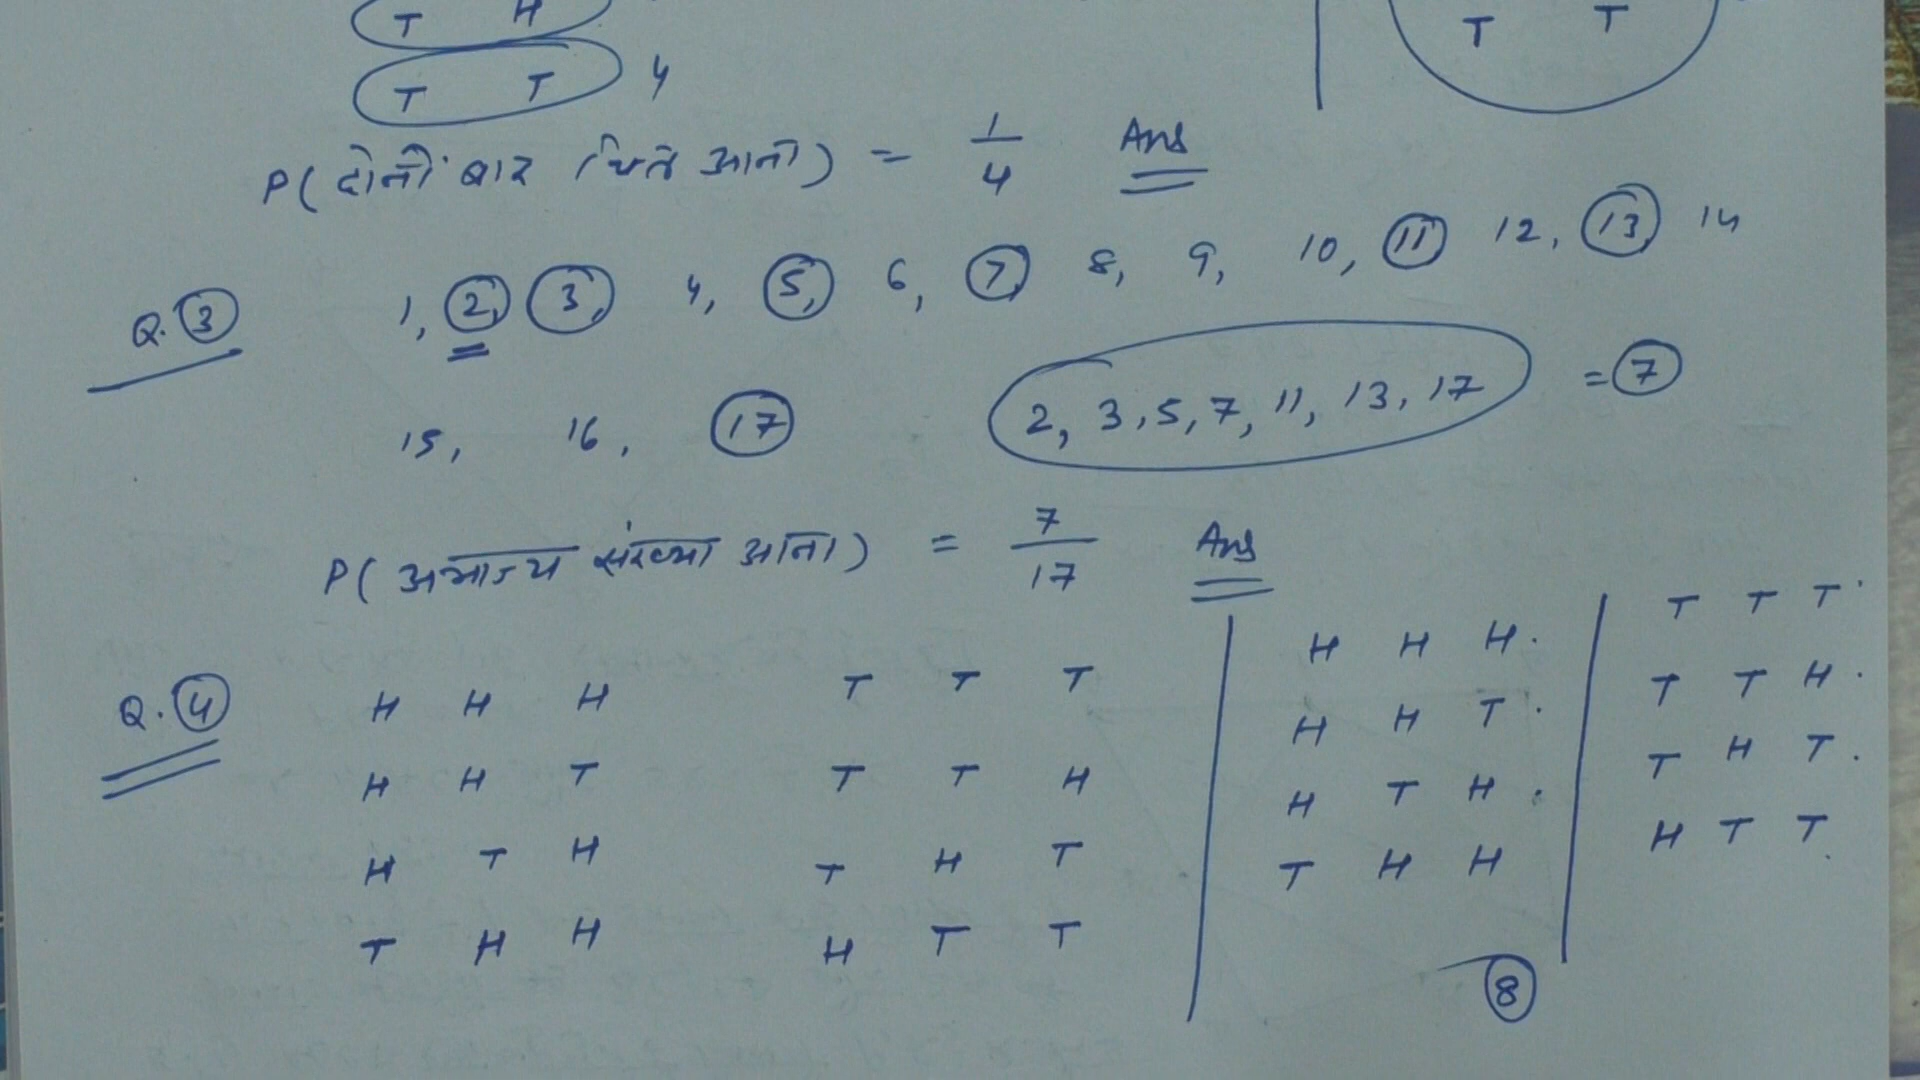 T H
T T
T T 4
P( दोनों बार चित आना ) = 1/4 Ans
Q. 3 1, 2, 3, 4, 5, 6, 7, 8, 9, 10, 11 12, 13, 14
15, 16, 17 2, 3, 5, 7, 11, 13, 17 = 7
P( अभाज्य संख्या आना ) = 7/17 Ans
Q. 4 H H H T T T H H H . T T T .
H H T T T H H H T . T T H .
H T H T H T H T H . T H T .
T H H H T T T H H H T T .
8